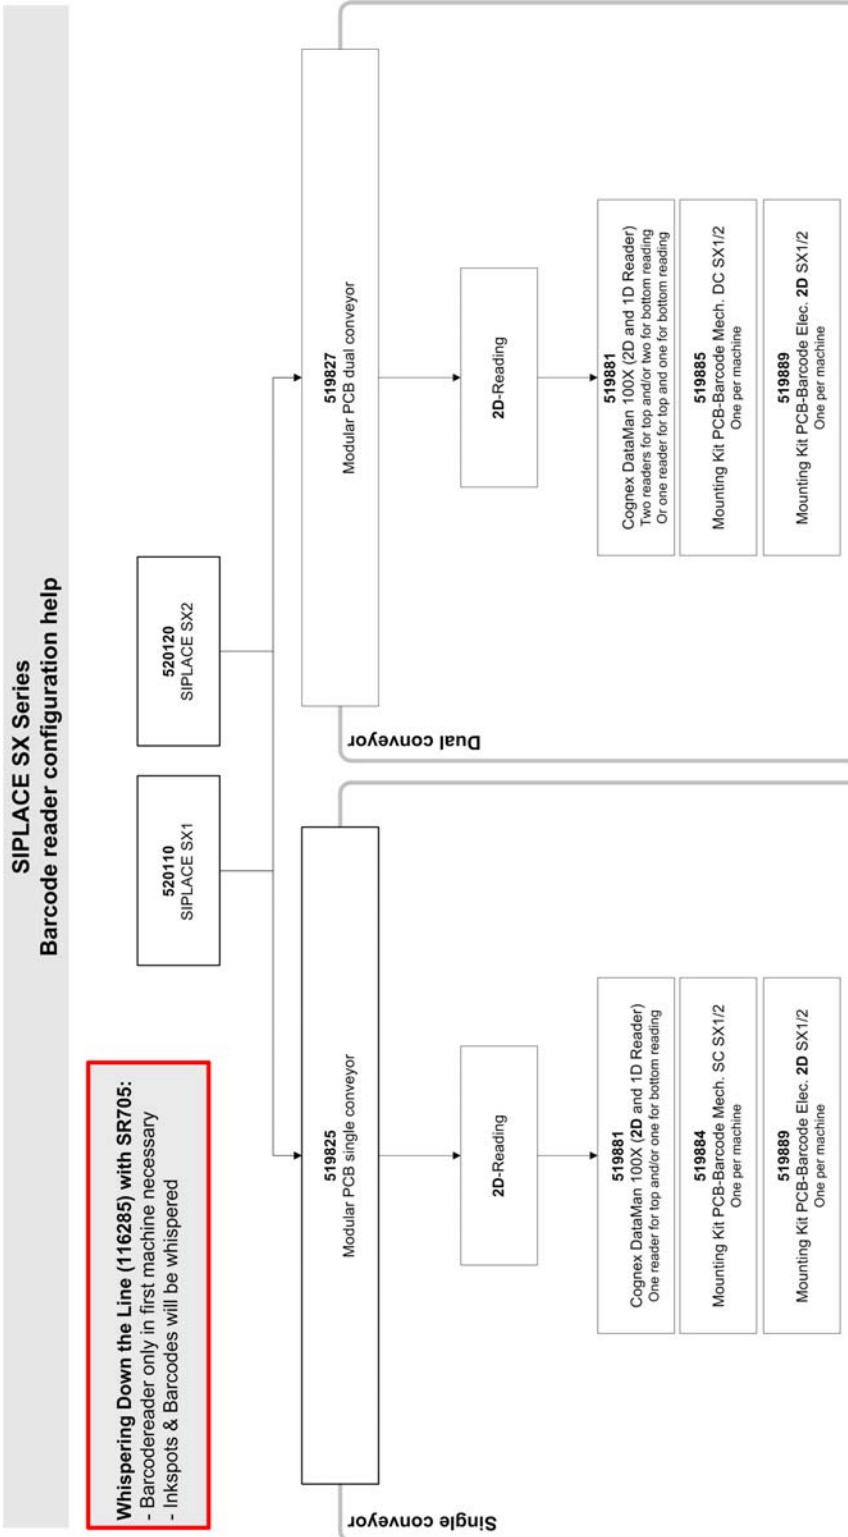 SIPLACE SX Series
Barcode reader configuration help
Whispering Down the Line (116285) with SR705:
- Barcodereader only in first machine necessary
- Inkspots & Barcodes will be whispered
520110
SIPLACE SX1
520120
SIPLACE SX2
Single conveyor
519825
Modular PCB single conveyor
2D-Reading
519881
Cognex DataMan 100X (2D and 1D Reader)
One reader for top and/or one for bottom reading
519884
Mounting Kit PCB-Barcode Mech. SC SX1/2
One per machine
519889
Mounting Kit PCB-Barcode Elec. 2D SX1/2
One per machine
Dual conveyor
519827
Modular PCB dual conveyor
2D-Reading
519881
Cognex DataMan 100X (2D and 1D Reader)
Two readers for top and/or two for bottom reading
Or one reader for top and one for bottom reading
519885
Mounting Kit PCB-Barcode Mech. DC SX1/2
One per machine
519889
Mounting Kit PCB-Barcode Elec. 2D SX1/2
One per machine